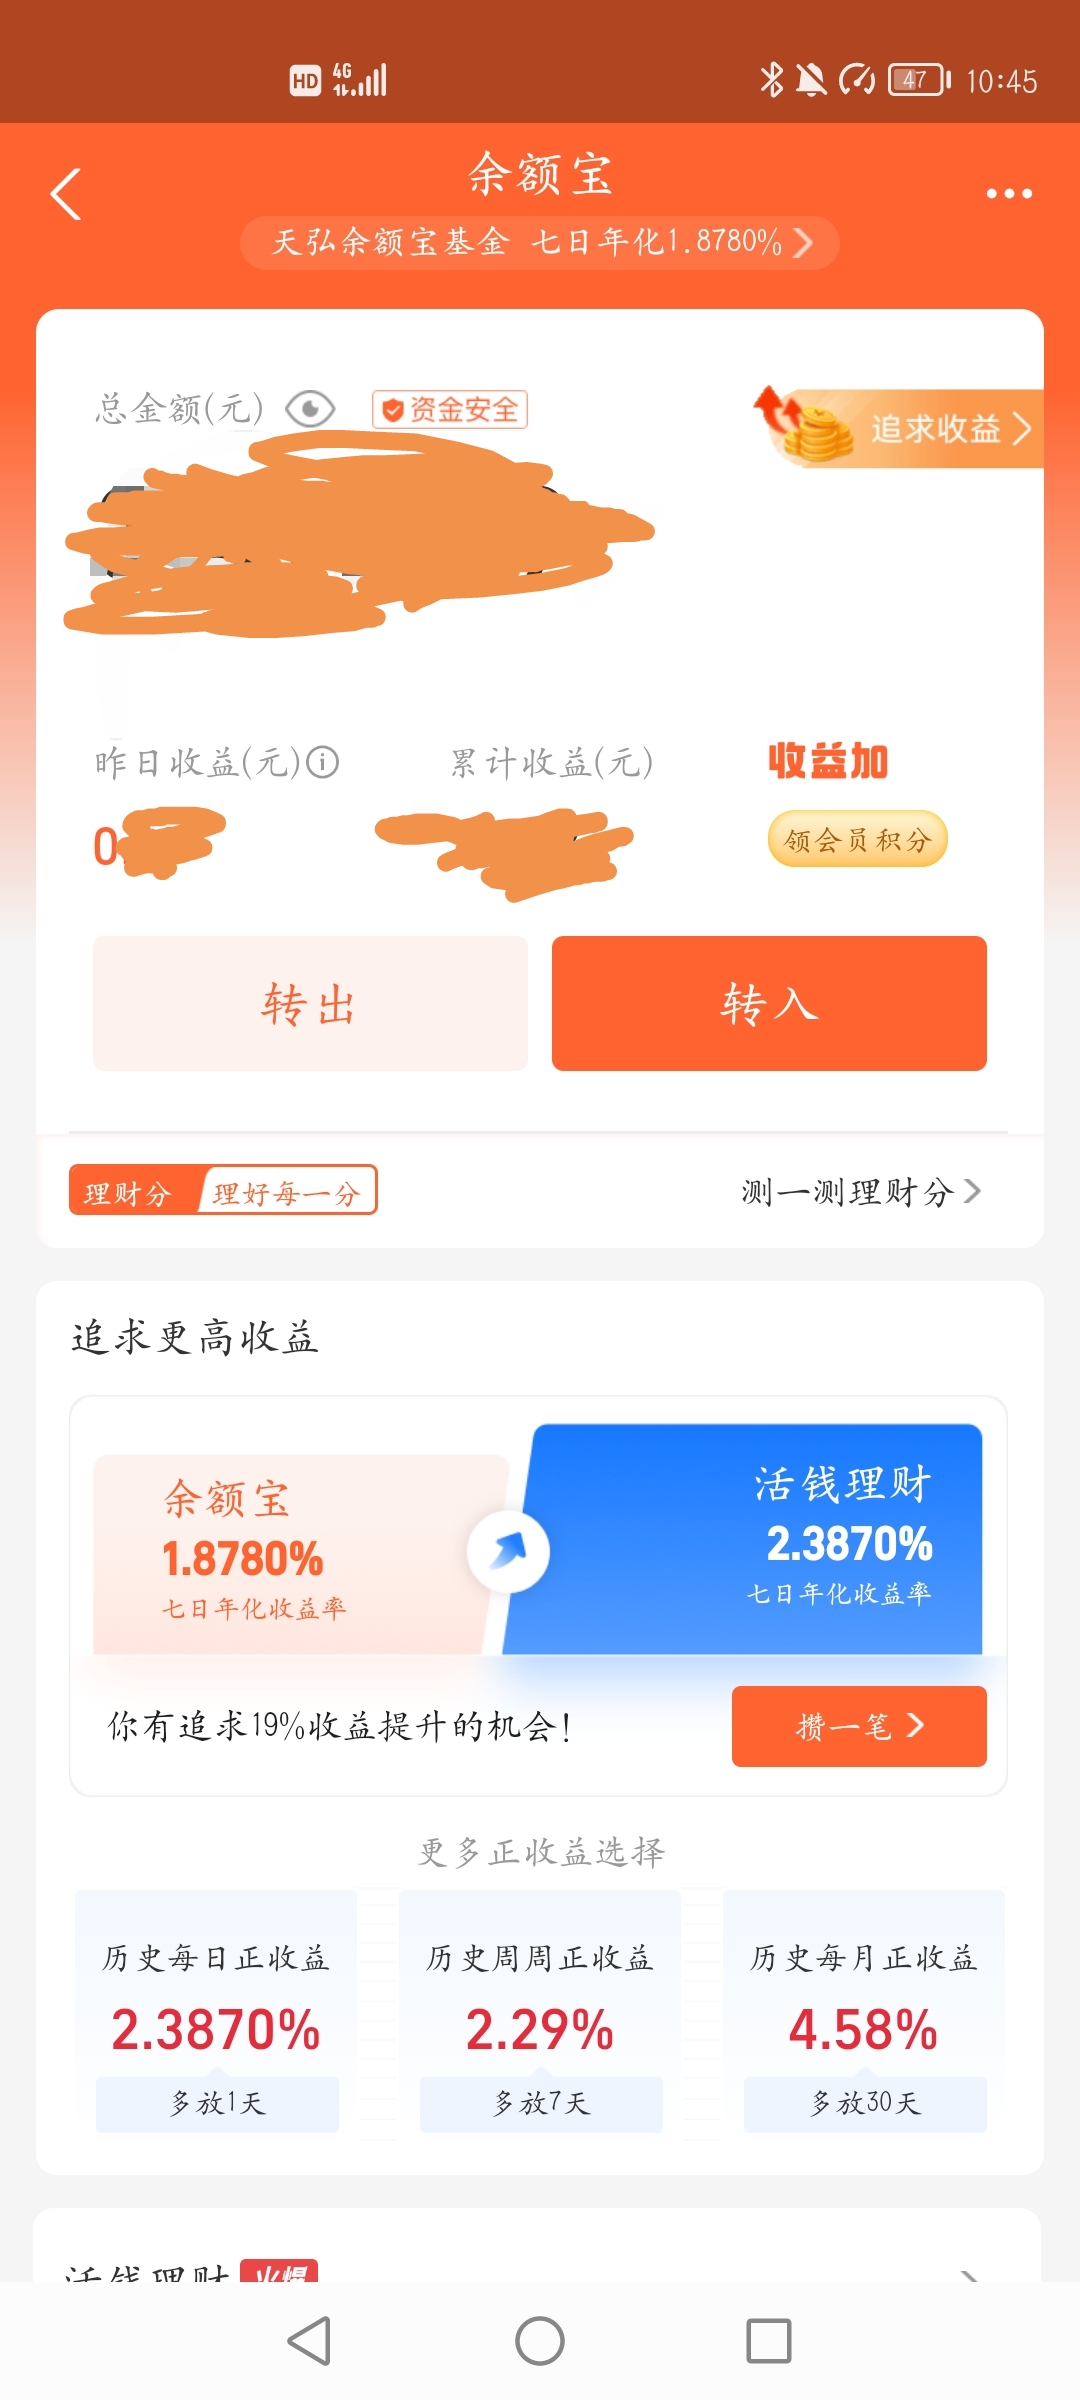 HD 4G 47 10:45
余额宝
天弘余额宝基金 七日年化1.8780%
总金额(元) 资金安全
追求收益
昨日收益(元) 累计收益(元) 收益加
0 领会员积分
转出 转入
理财分 理好每一分 测一测理财分
追求更高收益
余额宝 活钱理财
1.8780% 2.3870%
七日年化收益率 七日年化收益率
你有追求19%收益提升的机会! 攒一笔
更多正收益选择
历史每日正收益 历史周周正收益 历史每月正收益
2.3870% 2.29% 4.58%
多放1天 多放7天 多放30天
活钱理财 火爆